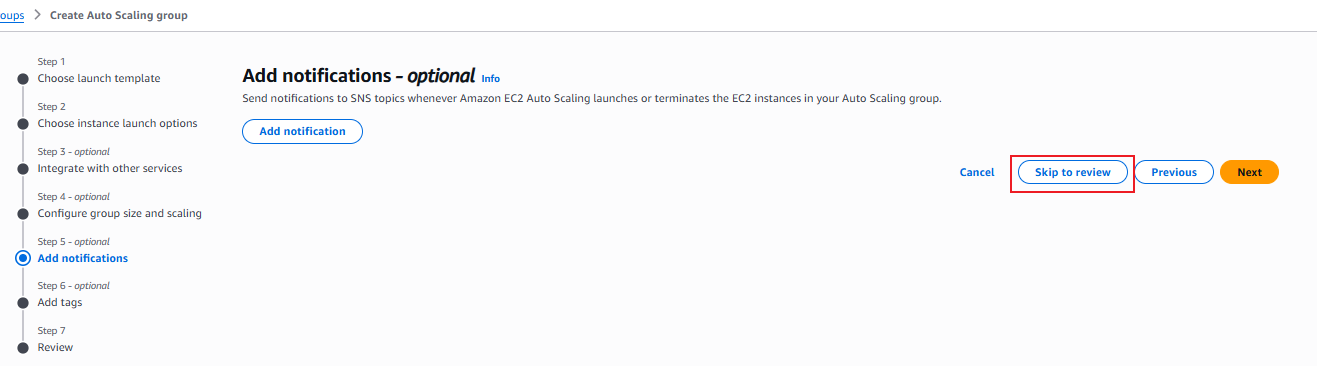 oups > Create Auto Scaling group
Step 1
Choose launch template
Step 2
Choose instance launch options
Step 3 - optional
Integrate with other services
Step 4 - optional
Configure group size and scaling
Step 5 - optional
Add notifications
Step 6 - optional
Add tags
Step 7
Review
Add notifications - optional Info
Send notifications to SNS topics whenever Amazon EC2 Auto Scaling launches or terminates the EC2 instances in your Auto Scaling group.
Add notification
Cancel Skip to review Previous Next